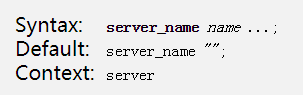 Syntax: server_name name ...;
Default: server_name "";
Context: server